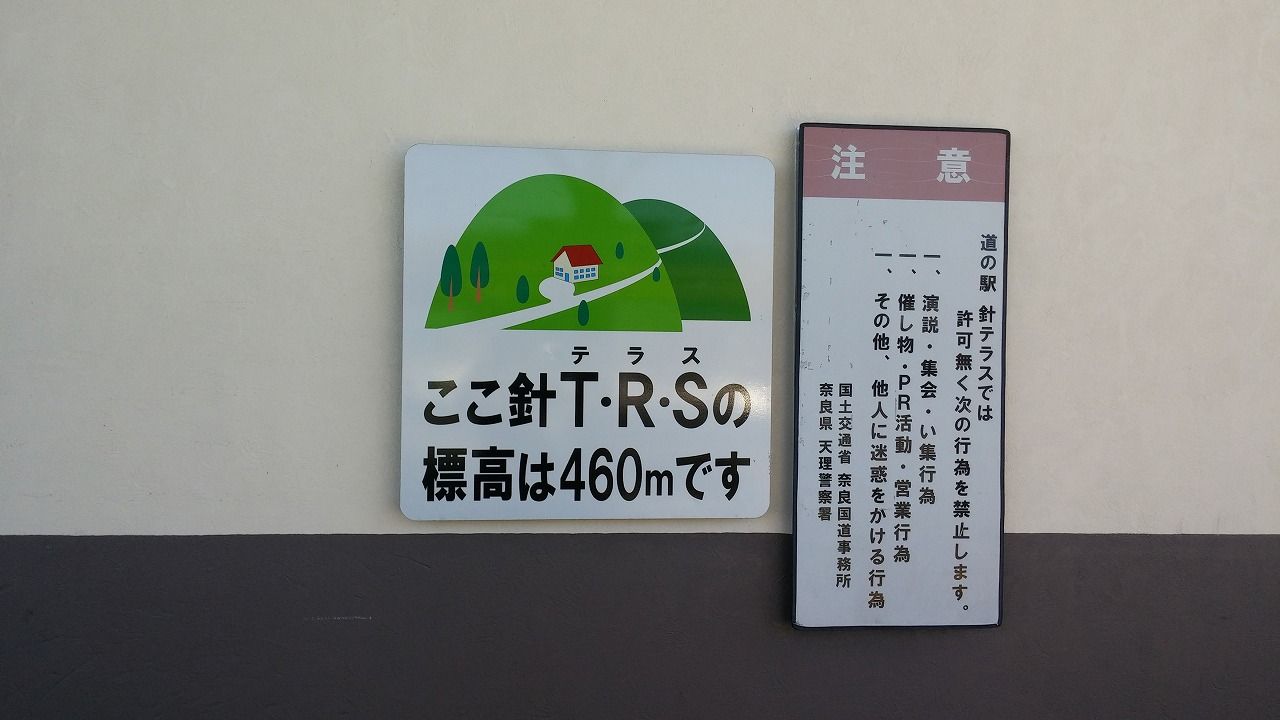 テラス
ここ針T・R・Sの
標高は460mです
注意
道の駅 針テラスでは
許可無く次の行為を禁止します。
一、演説・集会・い集行為
一、催し物・PR活動・営業行為
一、その他、他人に迷惑をかける行為
国土交通省 奈良国道事務所
奈良県 天理警察署